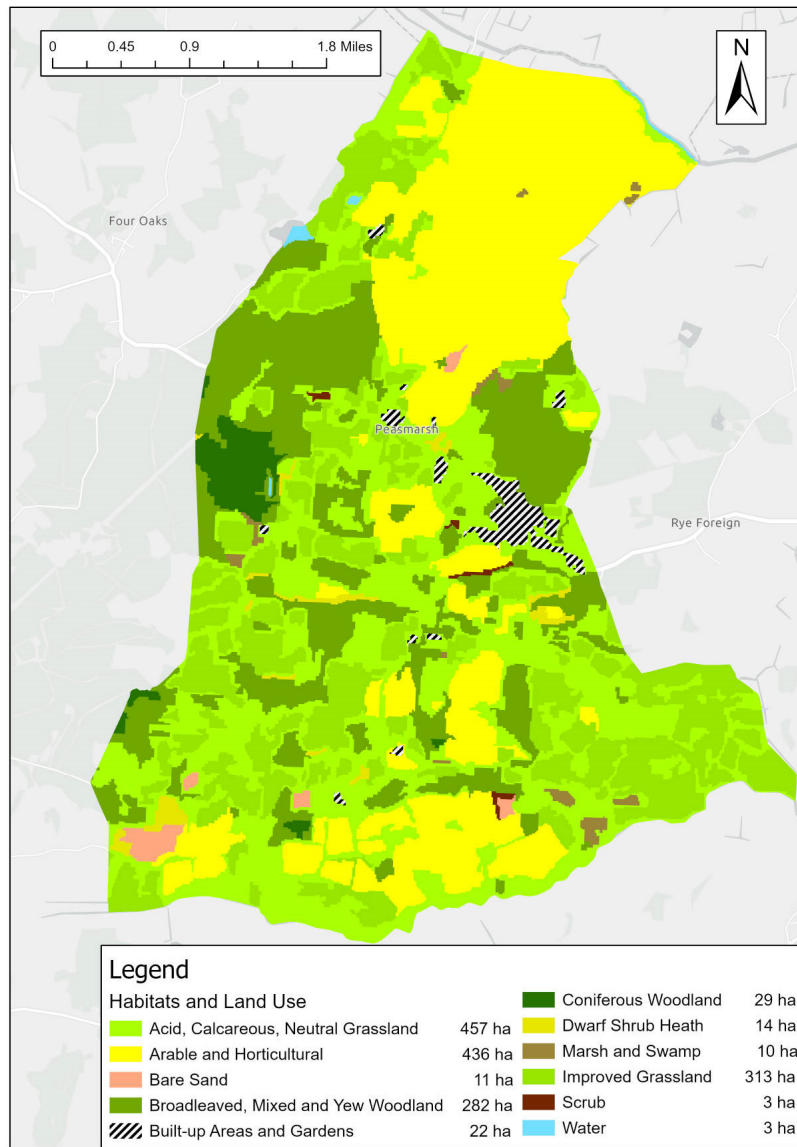 0 0.45 0.9 1.8 Miles
N
Four Oaks
Peasmarsh
Rye Foreign
Legend
Habitats and Land Use
Acid, Calcareous, Neutral Grassland 457 ha
Arable and Horticultural 436 ha
Bare Sand 11 ha
Broadleaved, Mixed and Yew Woodland 282 ha
Built-up Areas and Gardens 22 ha
Coniferous Woodland 29 ha
Dwarf Shrub Heath 14 ha
Marsh and Swamp 10 ha
Improved Grassland 313 ha
Scrub 3 ha
Water 3 ha